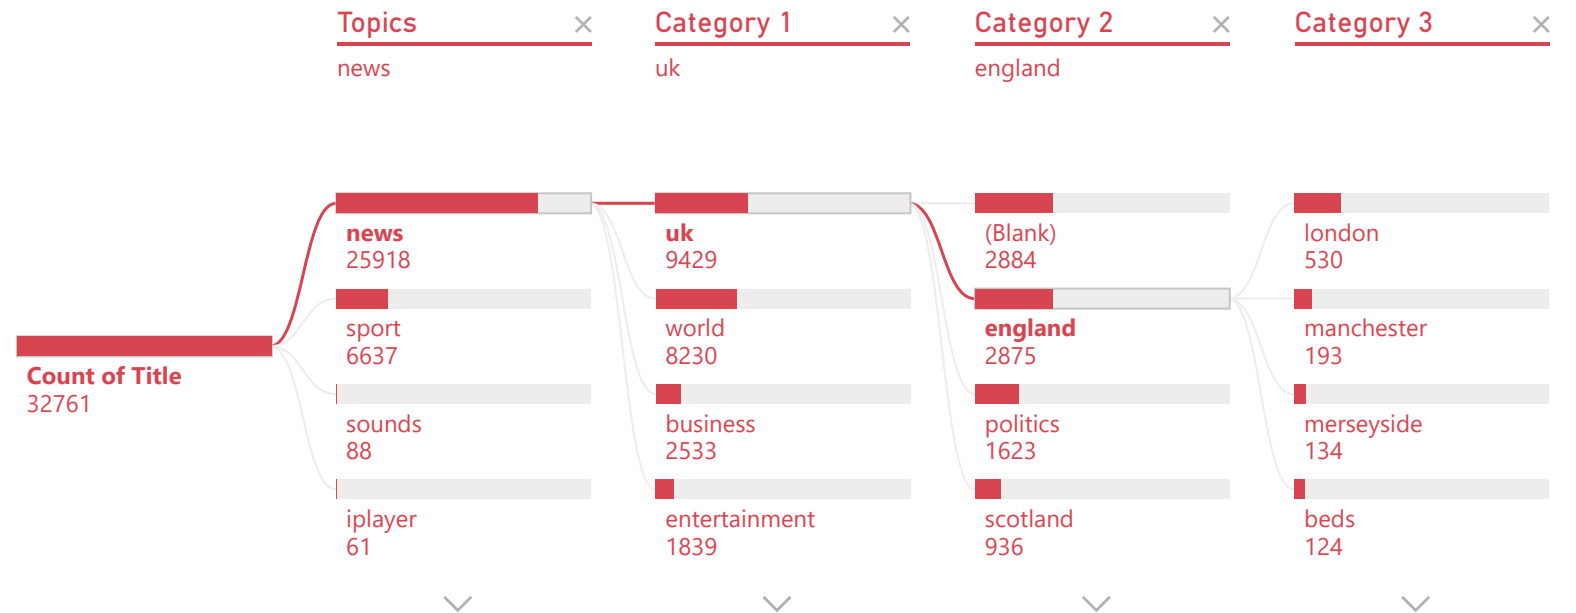 Topics
Category 1
Category 2
Category 3
news
uk
england
Count of Title
32761
news
25918
sport
6637
sounds
88
iplayer
61
uk
9429
world
8230
business
2533
entertainment
1839
(Blank)
2884
england
2875
politics
1623
scotland
936
london
530
manchester
193
merseyside
134
beds
124